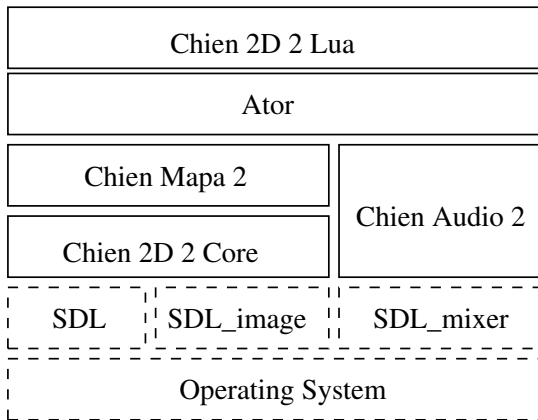 Chien 2D 2 Lua
Ator
Chien Mapa 2
Chien Audio 2
Chien 2D 2 Core
SDL
SDL_image
SDL_mixer
Operating System